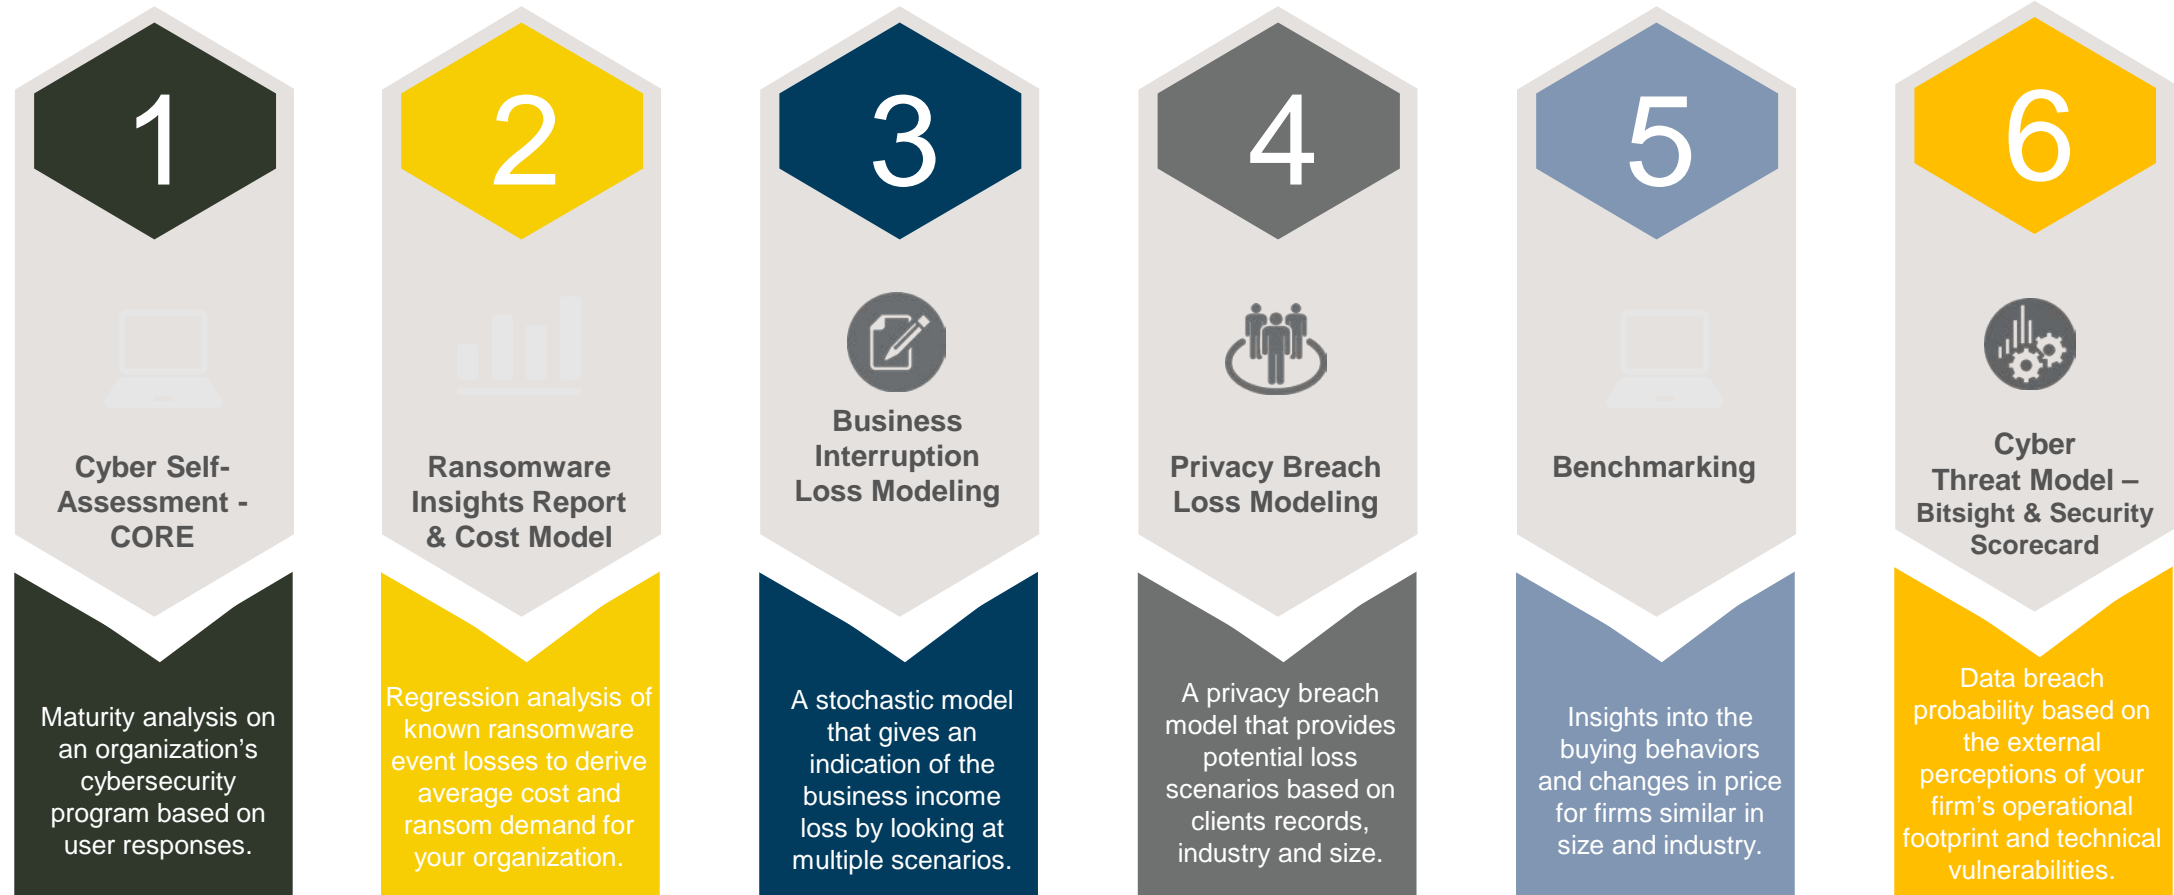 1
Cyber Self-
Assessment -
CORE
Maturity analysis on
an organization’s
cybersecurity
program based on
user responses.
2
Ransomware
Insights Report
& Cost Model
Regression analysis of
known ransomware
event losses to derive
average cost and
ransom demand for
your organization.
3
Business
Interruption
Loss Modeling
A stochastic model
that gives an
indication of the
business income
loss by looking at
multiple scenarios.
4
Privacy Breach
Loss Modeling
A privacy breach
model that provides
potential loss
scenarios based on
clients records,
industry and size.
5
Benchmarking
Insights into the
buying behaviors
and changes in price
for firms similar in
size and industry.
6
Cyber
Threat Model –
Bitsight & Security
Scorecard
Data breach
probability based on
the external
perceptions of your
firm’s operational
footprint and technical
vulnerabilities.